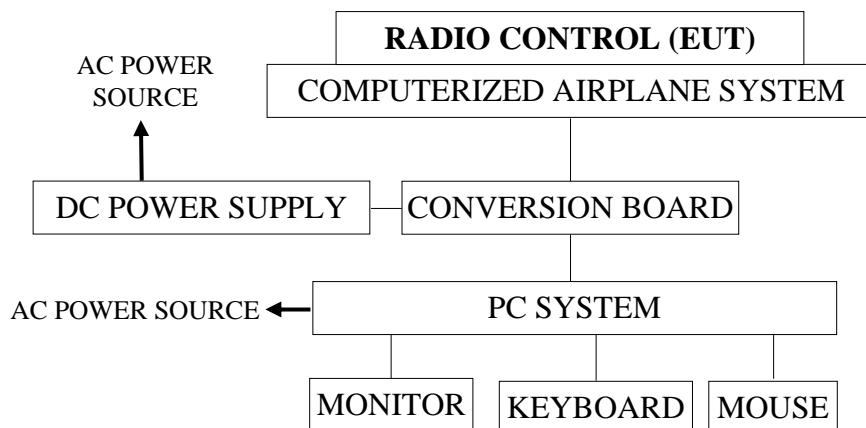 RADIO CONTROL (EUT)
AC POWER
SOURCE
COMPUTERIZED AIRPLANE SYSTEM
DC POWER SUPPLY
CONVERSION BOARD
AC POWER SOURCE
PC SYSTEM
MONITOR
KEYBOARD
MOUSE